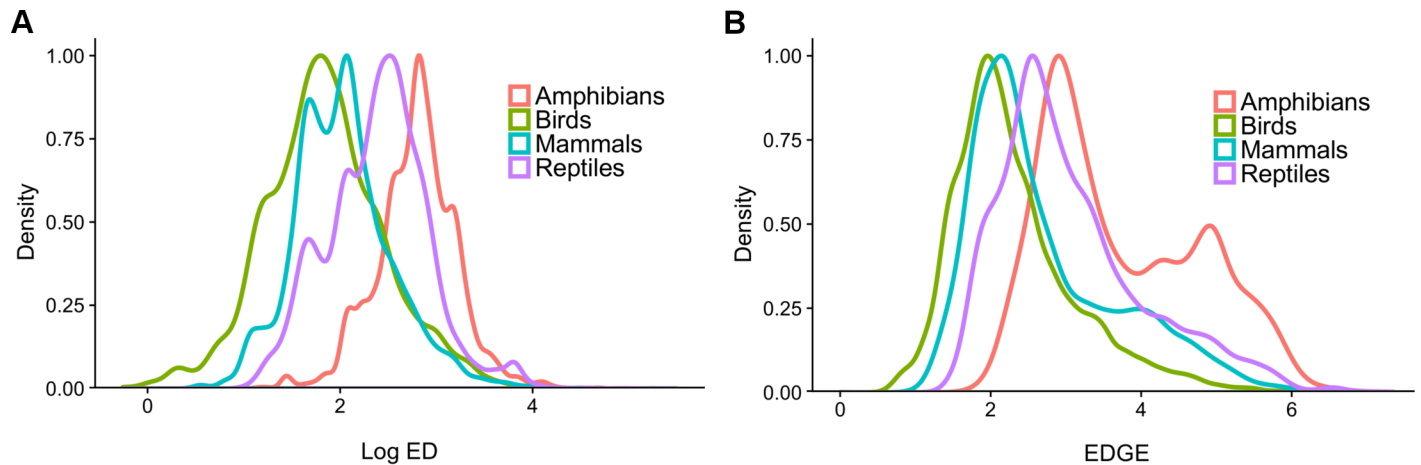 A
Density
1.00
0.75
0.50
0.25
0.00
0
2
4
Log ED
Amphibians
Birds
Mammals
Reptiles
B
Density
1.00
0.75
0.50
0.25
0.00
0
2
4
6
EDGE
Amphibians
Birds
Mammals
Reptiles